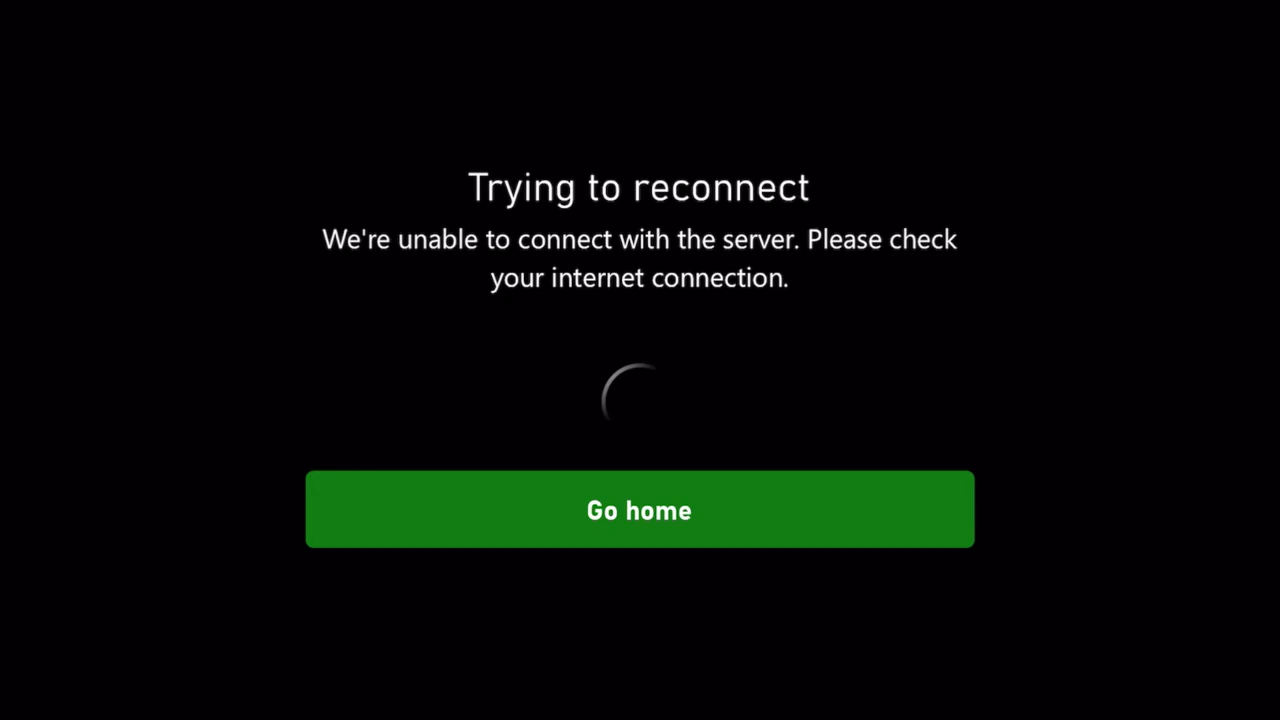 Trying to reconnect
We're unable to connect with the server. Please check
your internet connection.
Go home